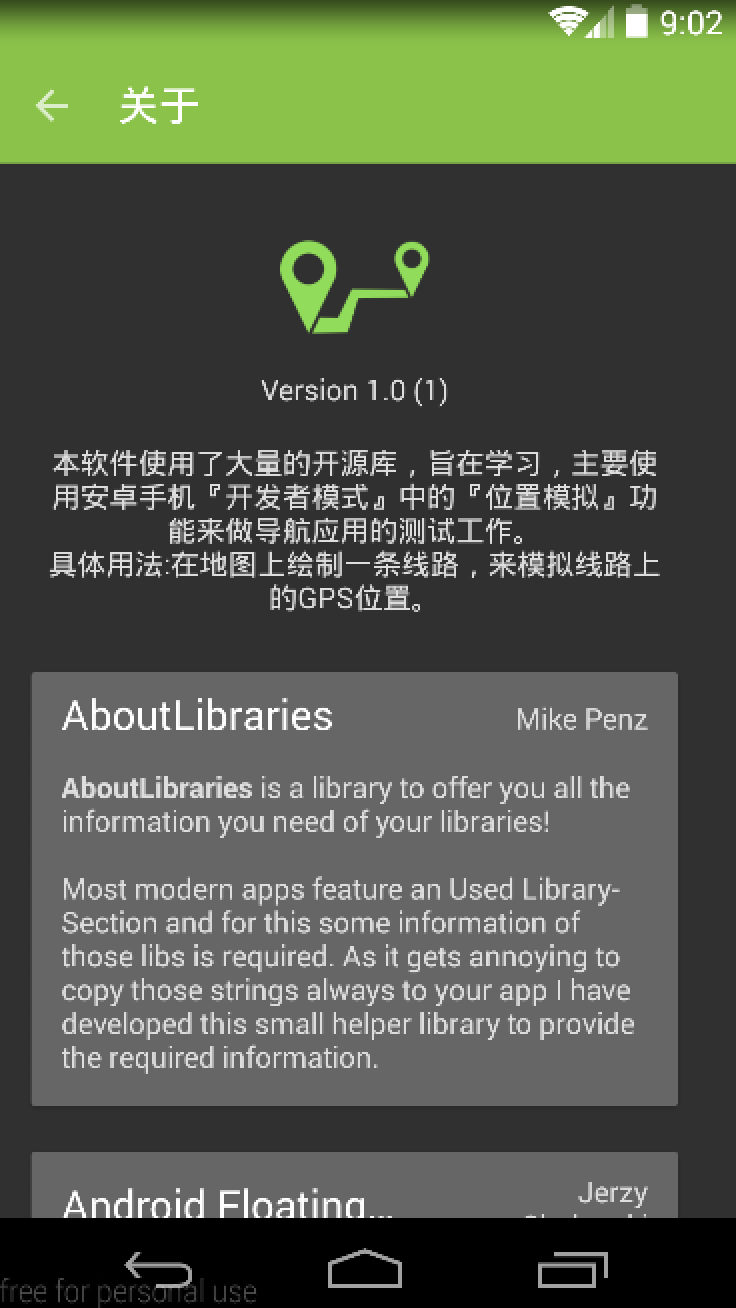 9:02
关于
Version 1.0 (1)
本软件使用了大量的开源库，旨在学习，主要使
用安卓手机『开发者模式』中的『位置模拟』功
能来做导航应用的测试工作。
具体用法:在地图上绘制一条线路，来模拟线路上
的GPS位置。
AboutLibraries Mike Penz
AboutLibraries is a library to offer you all the
information you need of your libraries!
Most modern apps feature an Used Library-
Section and for this some information of
those libs is required. As it gets annoying to
copy those strings always to your app I have
developed this small helper library to provide
the required information.
Android Floating... Jerzy
free for personal use